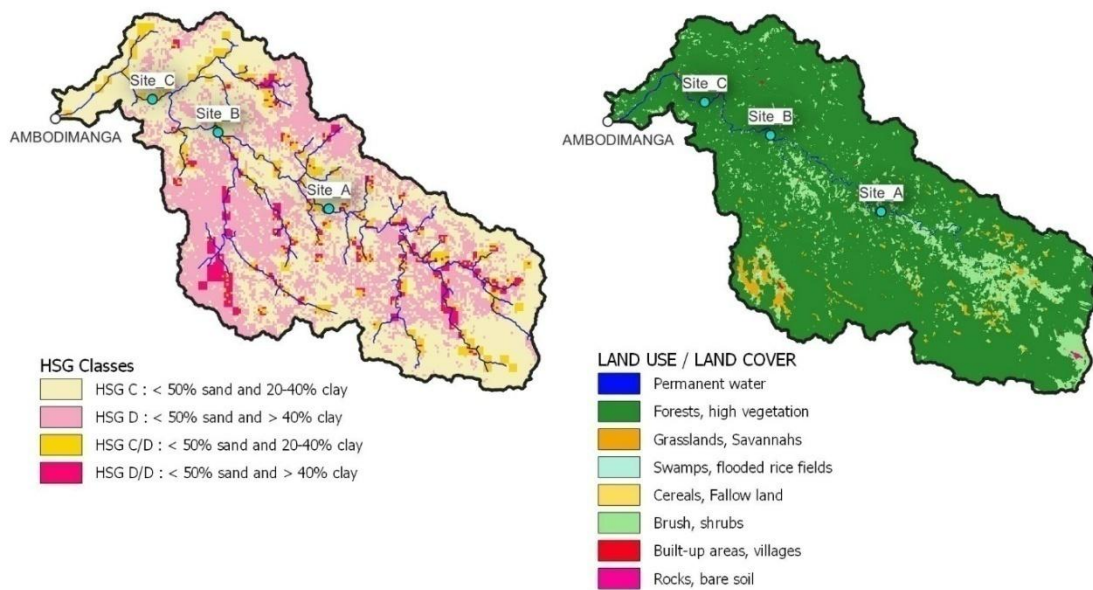 Site_C
Site_B
AMBODIMANGA
Site_A
HSG Classes
HSG C : < 50% sand and 20-40% clay
HSG D : < 50% sand and > 40% clay
HSG C/D : < 50% sand and 20-40% clay
HSG D/D : < 50% sand and > 40% clay
Site_C
Site_B
AMBODIMANGA
Site_A
LAND USE / LAND COVER
Permanent water
Forests, high vegetation
Grasslands, Savannahs
Swamps, flooded rice fields
Cereals, Fallow land
Brush, shrubs
Built-up areas, villages
Rocks, bare soil